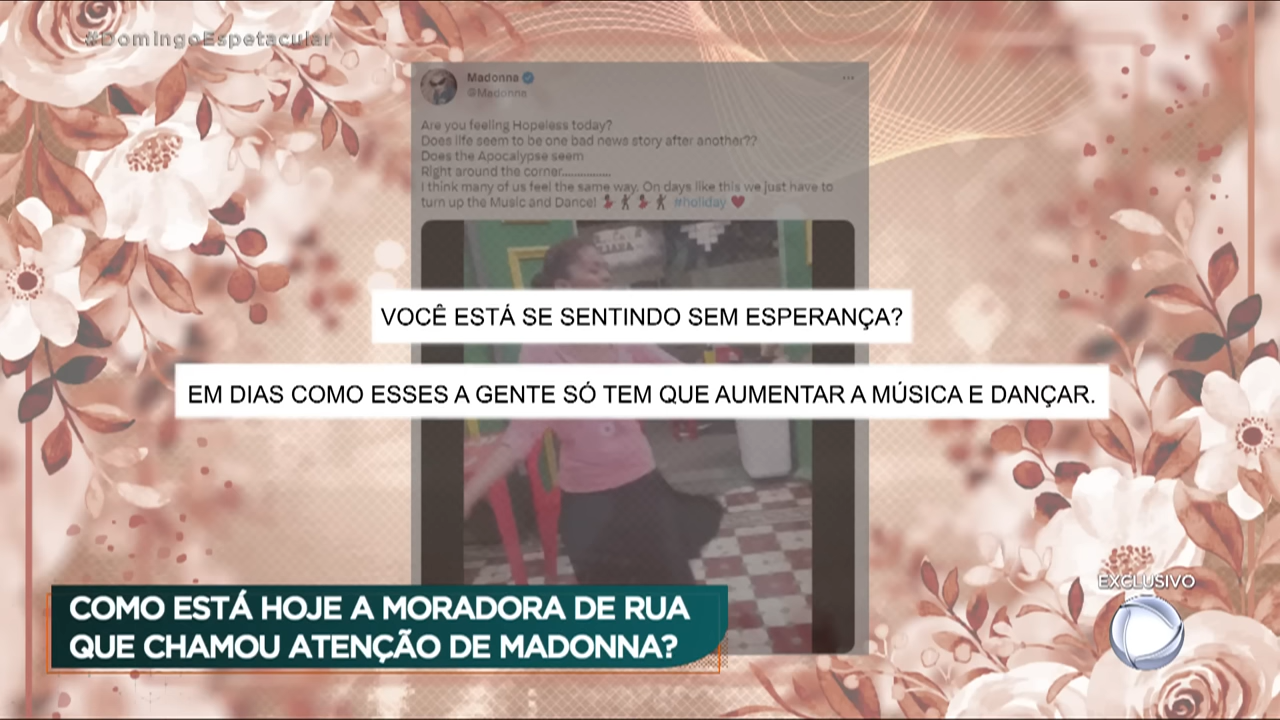 #DomingoEspetacular
Madonna
@Madonna
Are you feeling Hopeless today?
Does life seem to be one bad news story after another??
Does the Apocalypse seem
Right around the corner................
I think many of us feel the same way. On days like this we just have to
turn up the Music and Dance! 💃🕺💃🕺 #holiday ❤️
VOCÊ ESTÁ SE SENTINDO SEM ESPERANÇA?
EM DIAS COMO ESSES A GENTE SÓ TEM QUE AUMENTAR A MÚSICA E DANÇAR.
EXCLUSIVO
COMO ESTÁ HOJE A MORADORA DE RUA
QUE CHAMOU ATENÇÃO DE MADONNA?